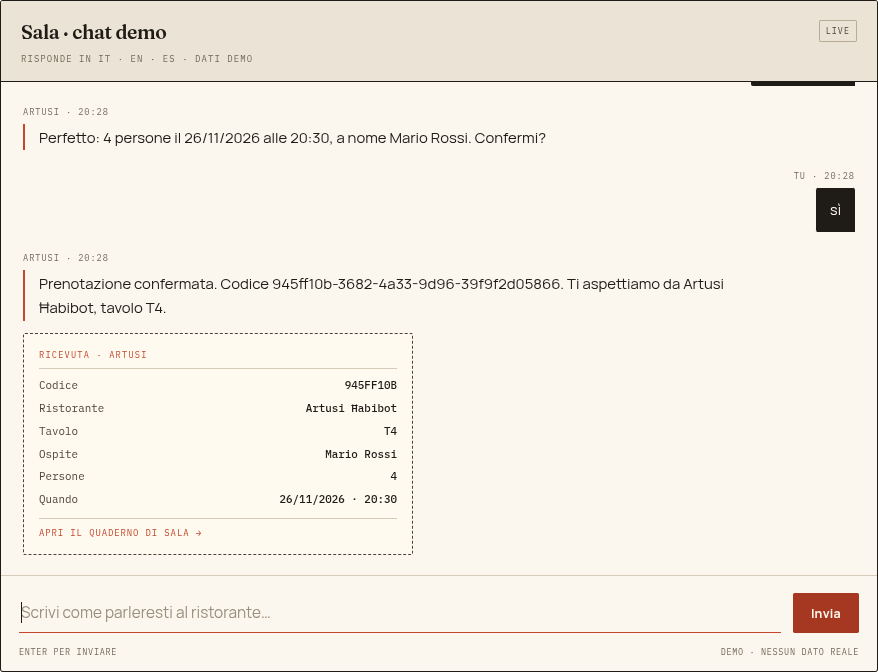 Sala · chat demo
LIVE
RISPONDE IN IT · EN · ES · DATI DEMO
ARTUSI · 20:28
Perfetto: 4 persone il 26/11/2026 alle 20:30, a nome Mario Rossi. Confermi?
TU · 20:28
sì
ARTUSI · 20:28
Prenotazione confermata. Codice 945ff10b-3682-4a33-9d96-39f9f2d05866. Ti aspettiamo da Artusi
Ħabibot, tavolo T4.
RICEVUTA · ARTUSI
Codice 945FF10B
Ristorante Artusi Ħabibot
Tavolo T4
Ospite Mario Rossi
Persone 4
Quando 26/11/2026 · 20:30
APRI IL QUADERNO DI SALA →
Scrivi come parleresti al ristorante…
Invia
ENTER PER INVIARE
DEMO · NESSUN DATO REALE